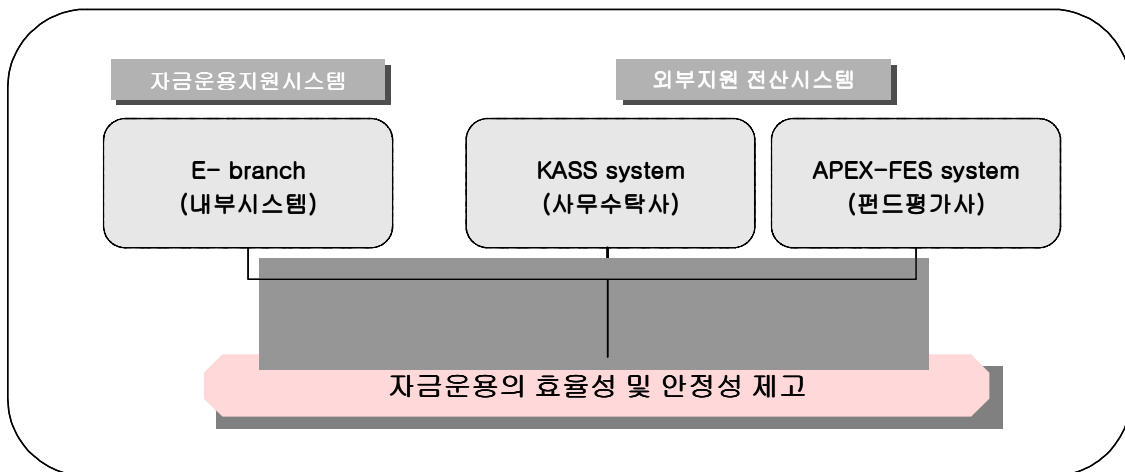 자금운용지원시스템
외부지원 전산시스템
E- branch
(내부시스템)
KASS system
(사무수탁사)
APEX-FES system
(펀드평가사)
자금운용의 효율성 및 안정성 제고